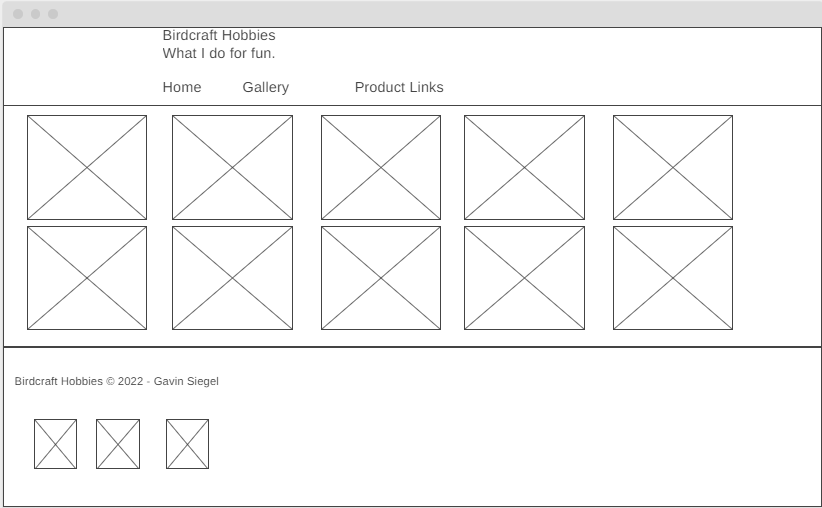 Birdcraft Hobbies
What I do for fun.
Home Gallery Product Links
Birdcraft Hobbies © 2022 - Gavin Siegel